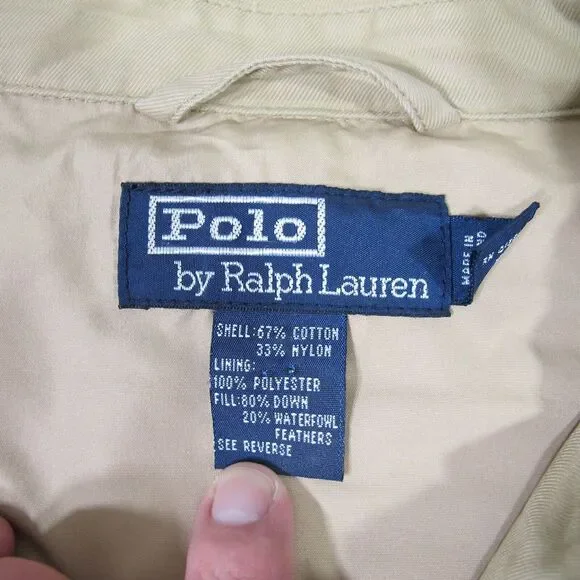 Polo
by Ralph Lauren
MADE IN
SHELL: 67% COTTON
33% NYLON
LINING:
100% POLYESTER
FILL: 80% DOWN
20% WATERFOWL
FEATHERS
SEE REVERSE